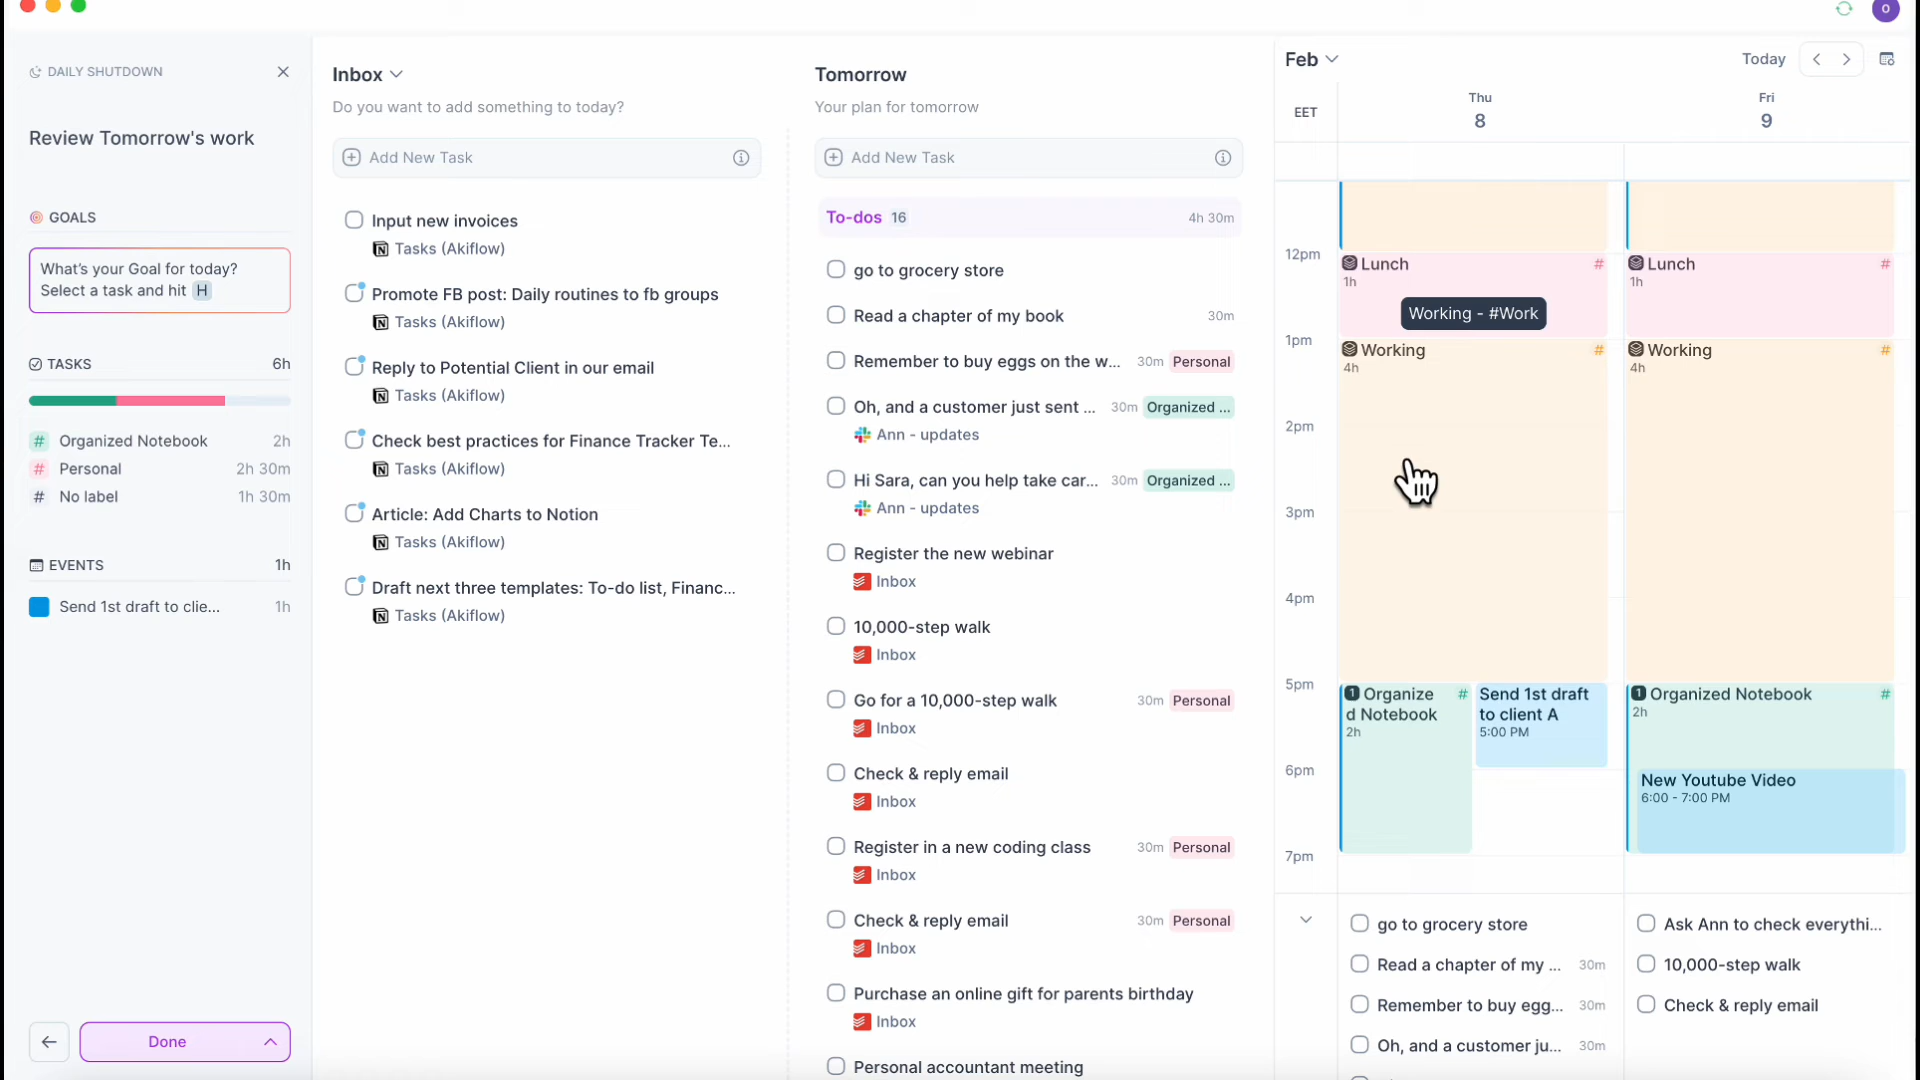 O
DAILY SHUTDOWN
Review Tomorrow's work
GOALS
What's your Goal for today?
Select a task and hit H
TASKS 6h
# Organized Notebook 2h
# Personal 2h 30m
# No label 1h 30m
EVENTS 1h
Send 1st draft to clie... 1h
Done
Inbox
Do you want to add something to today?
Add New Task
Input new invoices
Tasks (Akiflow)
Promote FB post: Daily routines to fb groups
Tasks (Akiflow)
Reply to Potential Client in our email
Tasks (Akiflow)
Check best practices for Finance Tracker Te...
Tasks (Akiflow)
Article: Add Charts to Notion
Tasks (Akiflow)
Draft next three templates: To-do list, Financ...
Tasks (Akiflow)
Tomorrow
Your plan for tomorrow
Add New Task
To-dos 16 4h 30m
go to grocery store
Read a chapter of my book 30m
Remember to buy eggs on the w... 30m Personal
Oh, and a customer just sent ... 30m Organized ...
Ann - updates
Hi Sara, can you help take car... 30m Organized ...
Ann - updates
Register the new webinar
Inbox
10,000-step walk
Inbox
Go for a 10,000-step walk 30m Personal
Inbox
Check & reply email
Inbox
Register in a new coding class 30m Personal
Inbox
Check & reply email 30m Personal
Inbox
Purchase an online gift for parents birthday
Inbox
Personal accountant meeting
Feb Today
EET
Thu
8
Fri
9
12pm
1pm
2pm
3pm
4pm
5pm
6pm
7pm
Lunch #
1h
Working - #Work
Working #
4h
1 Organize #
d Notebook
2h
Send 1st draft
to client A
5:00 PM
Lunch #
1h
Working #
4h
1 Organized Notebook #
2h
New Youtube Video
6:00 - 7:00 PM
go to grocery store
Read a chapter of my ... 30m
Remember to buy egg... 30m
Oh, and a customer ju... 30m
Ask Ann to check everythi...
10,000-step walk
Check & reply email